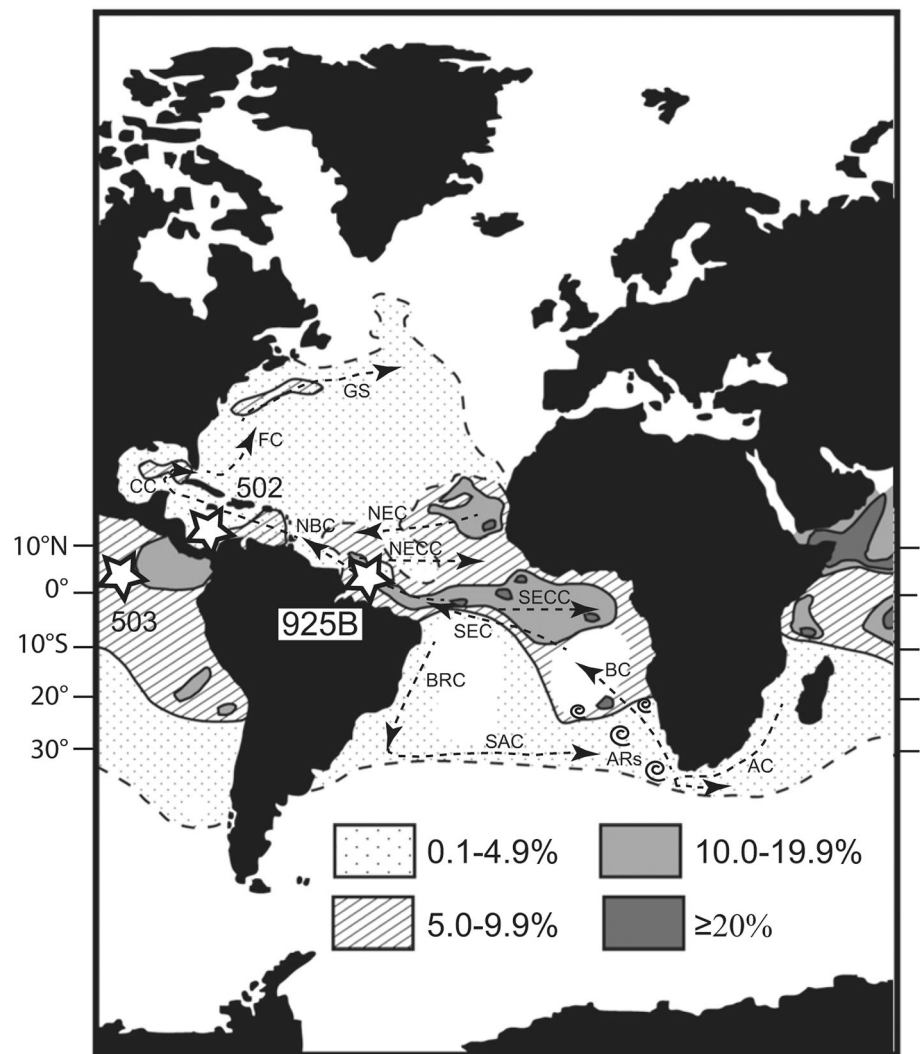 GS
FC
CC
502
NBC
NEC
NECC
10°N
0°
503
925B
SECC
SEC
10°S
BC
BRC
20°
SAC
30°
ARs
AC
0.1-4.9%
10.0-19.9%
5.0-9.9%
≥20%